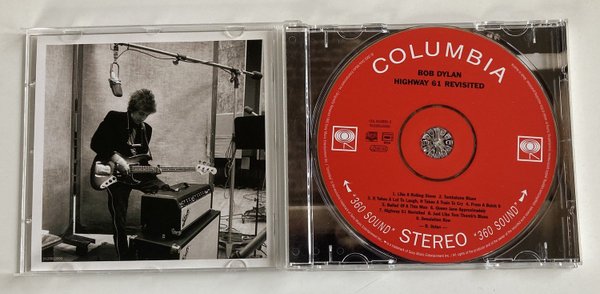 COLUMBIA
BOB DYLAN
HIGHWAY 61 REVISITED
1. Like A Rolling Stone 2. Tombstone Blues
3. It Takes A Lot To Laugh, It Takes A Train To Cry 4. From A Buick 6
5. Ballad Of A Thin Man 6. Queen Jane Approximately
7. Highway 61 Revisited 8. Just Like Tom Thumb's Blues
9. Desolation Row
— B. Dylan —
"360 SOUND" STEREO "360 SOUND"